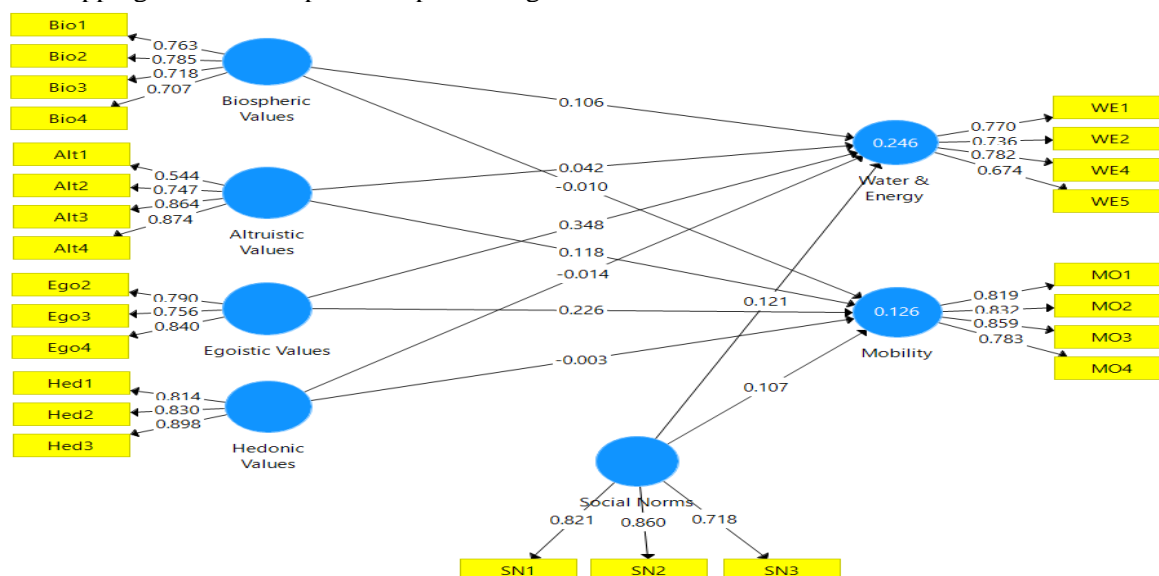 Bio1
Bio2
Bio3
Bio4
0.763
0.785
0.718
0.707
Biospheric
Values
Alt1
Alt2
Alt3
Alt4
0.544
0.747
0.864
0.874
Altruistic
Values
Ego2
Ego3
Ego4
0.790
0.756
0.840
Egoistic Values
Hed1
Hed2
Hed3
0.814
0.830
0.898
Hedonic
Values
0.106
0.042
-0.010
0.348
0.118
-0.014
0.226
-0.003
0.121
0.107
0.246
Water &
Energy
0.770
0.736
0.782
0.674
WE1
WE2
WE4
WE5
0.126
Mobility
0.819
0.832
0.859
0.783
MO1
MO2
MO3
MO4
Social Norms
0.821
0.860
0.718
SN1
SN2
SN3